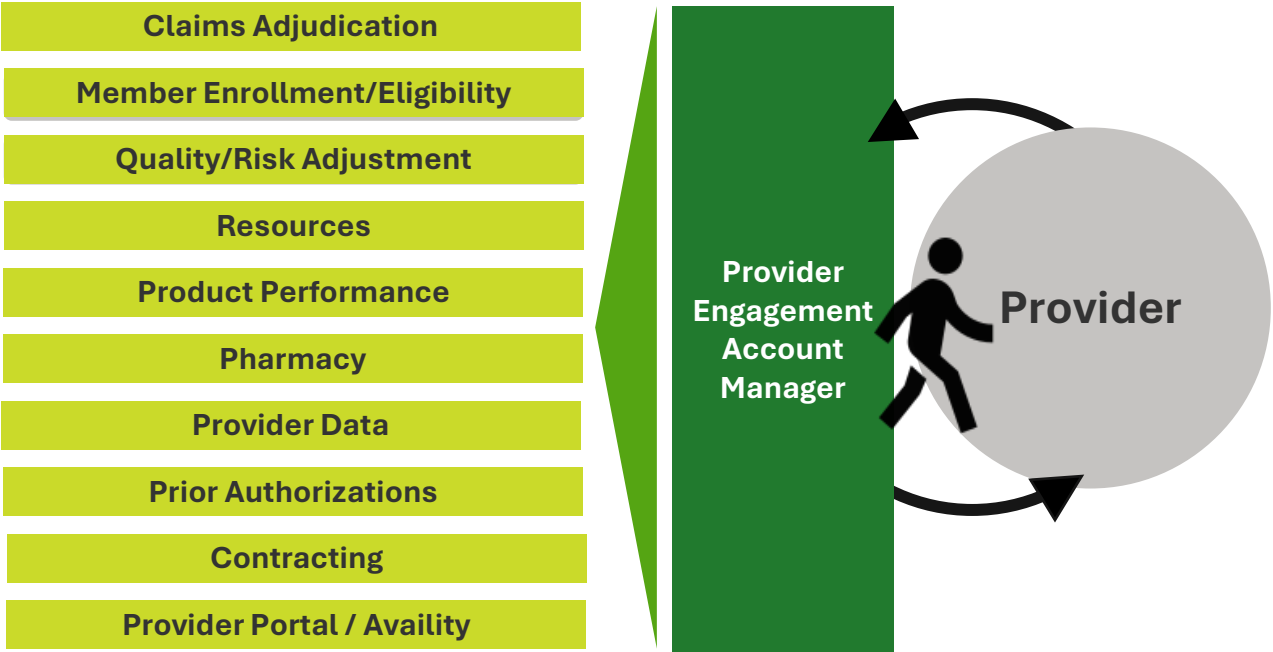 Claims Adjudication
Member Enrollment/Eligibility
Quality/Risk Adjustment
Resources
Product Performance
Pharmacy
Provider Data
Prior Authorizations
Contracting
Provider Portal / Availity
Provider
Engagement
Account
Manager
Provider